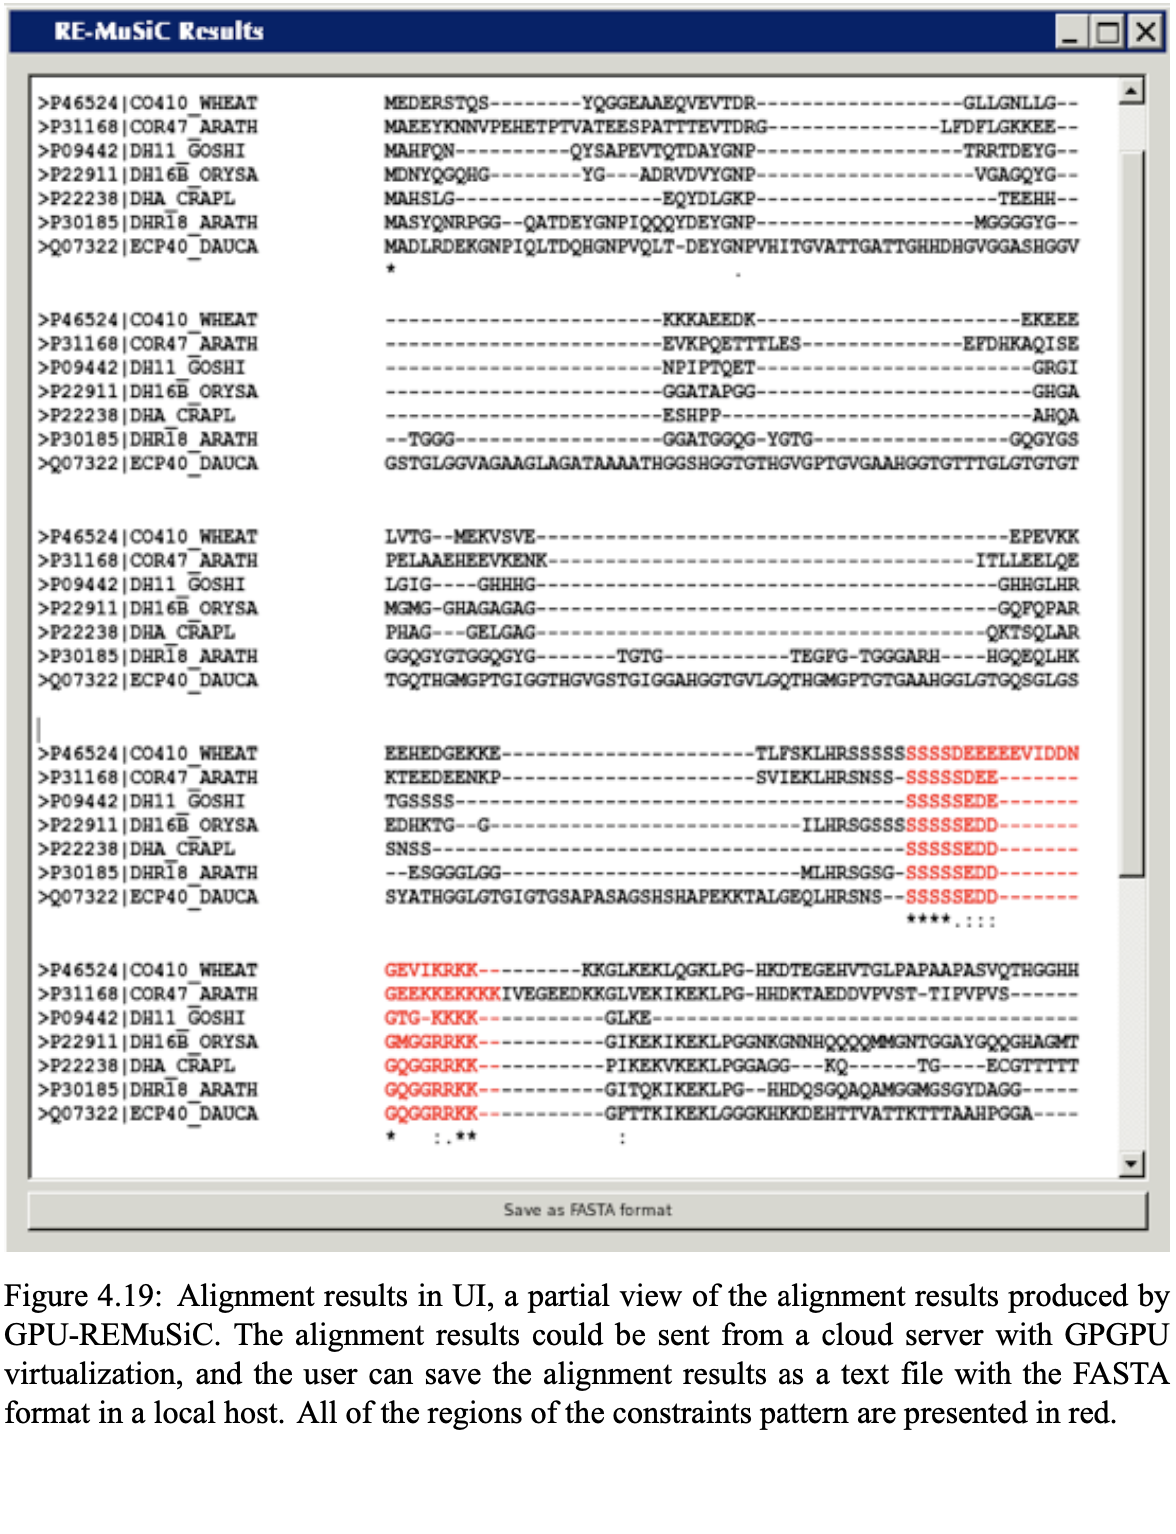 RE-MuSiC Results
>P46524|CO410_WHEAT MEDERSTQS--------YQGGEAAEQVEVTDR------------------GLLGNLLG--
>P31168|COR47_ARATH MAEEYKNNVPEHETPTVATEESPATTTEVTDRG---------------LFDFLGKKEE--
>P09442|DH11_GOSHI MAHFQN----------QYSAPEVTQTDAYGNP------------------TRRTDEYG--
>P22911|DH16B_ORYSA MDNYQGQHG--------YG---ADRVDVYGNP-------------------VGAGQYG--
>P22238|DHA_CRAPL MAHSLG------------------EQYDLGKP---------------------TEEHH--
>P30185|DHR18_ARATH MASYQNRPGG--QATDEYGNPIQQQYDEYGNP-------------------MGGGGYG--
>Q07322|ECP40_DAUCA MADLRDEKGNPIQLTDQHGNPVQLT-DEYGNPVHITGVATTGATTGHHDHGVGGASHGGV
* .
>P46524|CO410_WHEAT ------------------------KKKAEEDK-----------------------EKEEE
>P31168|COR47_ARATH ------------------------EVKPQETTTLES--------------EFDHKAQISE
>P09442|DH11_GOSHI ------------------------NPIPTQET------------------------GRGI
>P22911|DH16B_ORYSA ------------------------GGATAPGG------------------------GHGA
>P22238|DHA_CRAPL ------------------------ESHPP---------------------------AHQA
>P30185|DHR18_ARATH --TGGG------------------GGATGGQG-YGTG-----------------GQGYGS
>Q07322|ECP40_DAUCA GSTGLGGVAGAAGLAGATAAAATHGGSHGGTGTHGVGPTGVGAAHGGTGTTTGLGTGTGT
>P46524|CO410_WHEAT LVTG--MEKVSVE-----------------------------------------EPEVKK
>P31168|COR47_ARATH PELAAEHEEVKENK-------------------------------------ITLLEELQE
>P09442|DH11_GOSHI LGIG----GHHHG----------------------------------------GHHGLHR
>P22911|DH16B_ORYSA MGMG-GHAGAGAG----------------------------------------GQFQPAR
>P22238|DHA_CRAPL PHAG---GELGAG---------------------------------------QKTSQLAR
>P30185|DHR18_ARATH GGQGYGTGGQGYG-------TGTG-----------TEGFG-TGGGARH----HGQEQLHK
>Q07322|ECP40_DAUCA TGQTHGMGPTGIGGTHGVGSTGIGGAHGGTGVLGQTHGMGPTGTGAAHGGLGTGQSGLGS
>P46524|CO410_WHEAT EEHEDGEKKE----------------------TLFSKLHRSSSSSSSSSDEEEEEVIDDN
>P31168|COR47_ARATH KTEEDEENKP----------------------SVIEKLHRSNSS-SSSSSDEE-------
>P09442|DH11_GOSHI TGSSSS---------------------------------------SSSSSEDE-------
>P22911|DH16B_ORYSA EDHKTG--G---------------------------ILHRSGSSSSSSSSEDD-------
>P22238|DHA_CRAPL SNSS-----------------------------------------SSSSSEDD-------
>P30185|DHR18_ARATH --ESGGGLGG--------------------------MLHRSGSG-SSSSSEDD-------
>Q07322|ECP40_DAUCA SYATHGGLGTGIGTGSAPASAGSHSHAPEKKTALGEQLHRSNS--SSSSSEDD-------
****.:::
>P46524|CO410_WHEAT GEVIKRKK---------KKGLKEKLQGKLPG-HKDTEGEHVTGLPAPAAPASVQTHGGHH
>P31168|COR47_ARATH GEEKKEKKKKIVEGEEDKKGLVEKIKEKLPG-HHDKTAEDDVPVST-TIPVPVS------
>P09442|DH11_GOSHI GTG-KKKK-----------GLKE-------------------------------------
>P22911|DH16B_ORYSA GMGGRRKK-----------GIKEKIKEKLPGGNKGNNHQQQQMMGNTGGAYGQQGHAGMT
>P22238|DHA_CRAPL GQGGRRKK-----------PIKEKVKEKLPGGAGG---KQ------TG----ECGTTTTT
>P30185|DHR18_ARATH GQGGRRKK-----------GITQKIKEKLPG--HHDQSGQAQAMGGMGSGYDAGG-----
>Q07322|ECP40_DAUCA GQGGRRKK-----------GFTTKIKEKLGGGKHKKDEHTTVATTKTTTAAHPGGA----
* :.** :
Save as FASTA format
Figure 4.19: Alignment results in UI, a partial view of the alignment results produced by
GPU-REMuSiC. The alignment results could be sent from a cloud server with GPGPU
virtualization, and the user can save the alignment results as a text file with the FASTA
format in a local host. All of the regions of the constraints pattern are presented in red.